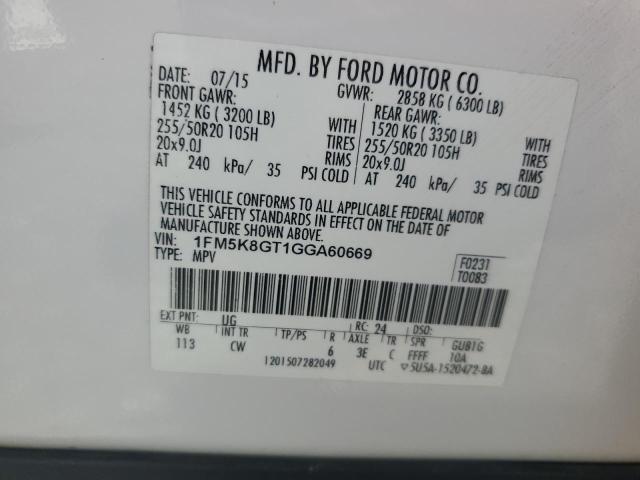 MFD. BY FORD MOTOR CO.
DATE: 07/15 GVWR: 2858 KG ( 6300 LB)
FRONT GAWR: REAR GAWR:
1452 KG ( 3200 LB) WITH 1520 KG ( 3350 LB) WITH
255/50R20 105H TIRES 255/50R20 105H TIRES
20x9.0J RIMS 20x9.0J RIMS
AT 240 kPa/ 35 PSI COLD AT 240 kPa/ 35 PSI COLD
THIS VEHICLE CONFORMS TO ALL APPLICABLE FEDERAL MOTOR
VEHICLE SAFETY STANDARDS IN EFFECT ON THE DATE OF
MANUFACTURE SHOWN ABOVE.
VIN: 1FM5K8GT1GGA60669 F0231
TYPE: MPV T0083
EXT PNT: UG RC: 24 DSO:
WB INT TR TP/PS R AXLE TR SPR GU81G
113 CW 6 3E C FFFF 10A
1201507282049 UTC ▽5U5A-1520472-BA